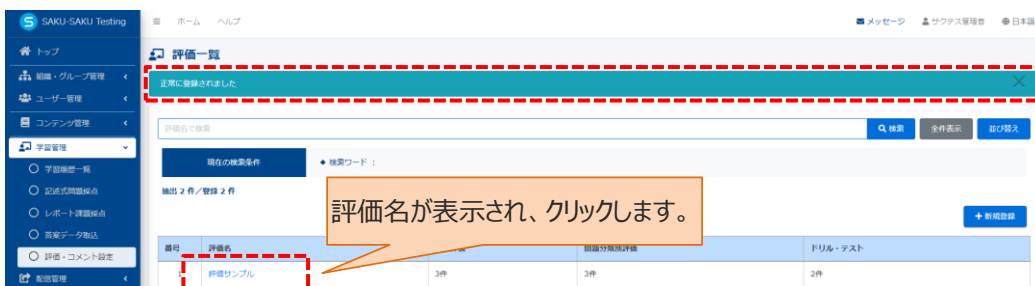 S SAKU-SAKU Testing
ホーム ヘルプ
メッセージ サクテス管理者 日本語
トップ
組織・グループ管理
ユーザー管理
コンテンツ管理
学習管理
学習履歴一覧
記述式問題採点
レポート課題採点
答案データ取込
評価・コメント設定
配信管理
評価一覧
正常に登録されました
評価名で検索
検索 全件表示 並び替え
現在の検索条件 ◆ 検索ワード :
抽出 2 件/登録 2 件
評価名が表示され、クリックします。
+ 新規登録
番号 評価名 問題分類別評価 ドリル・テスト
1 評価サンプル 3件 3件 2件